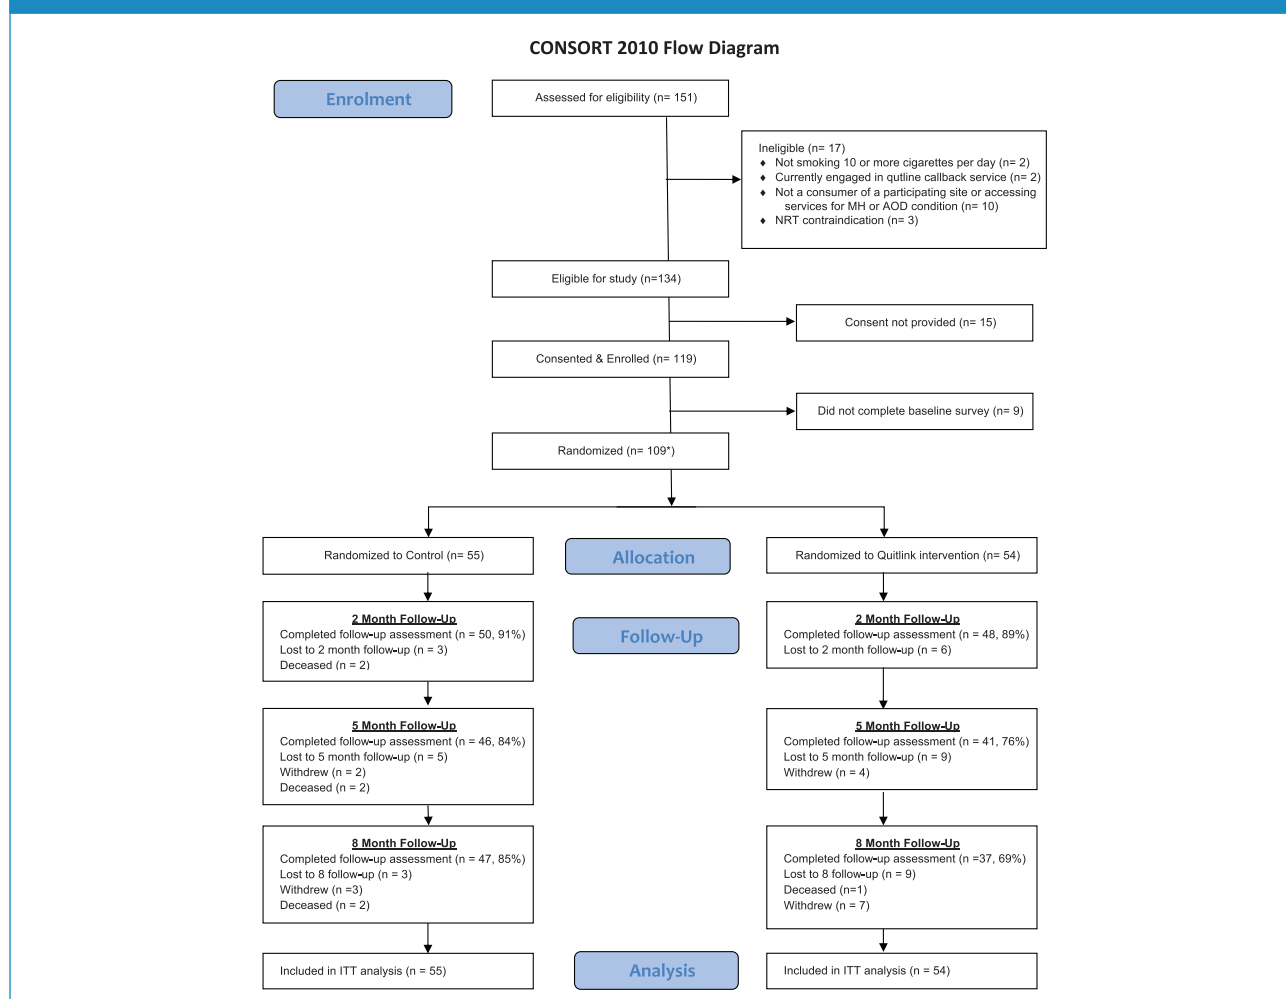 CONSORT 2010 Flow Diagram
Enrolment
Assessed for eligibility (n= 151)
Ineligible (n= 17)
♦ Not smoking 10 or more cigarettes per day (n= 2)
♦ Currently engaged in qutline callback service (n= 2)
♦ Not a consumer of a participating site or accessing
services for MH or AOD condition (n= 10)
♦ NRT contraindication (n= 3)
Eligible for study (n=134)
Consent not provided (n= 15)
Consented & Enrolled (n= 119)
Did not complete baseline survey (n= 9)
Randomized (n= 109*)
Randomized to Control (n= 55)
Allocation
Randomized to Quitlink intervention (n= 54)
2 Month Follow-Up
Completed follow-up assessment (n = 50, 91%)
Lost to 2 month follow-up (n = 3)
Deceased (n = 2)
Follow-Up
2 Month Follow-Up
Completed follow-up assessment (n = 48, 89%)
Lost to 2 month follow-up (n = 6)
5 Month Follow-Up
Completed follow-up assessment (n = 46, 84%)
Lost to 5 month follow-up (n = 5)
Withdrew (n = 2)
Deceased (n = 2)
5 Month Follow-Up
Completed follow-up assessment (n = 41, 76%)
Lost to 5 month follow-up (n = 9)
Withdrew (n = 4)
8 Month Follow-Up
Completed follow-up assessment (n = 47, 85%)
Lost to 8 follow-up (n = 3)
Withdrew (n =3)
Deceased (n = 2)
8 Month Follow-Up
Completed follow-up assessment (n =37, 69%)
Lost to 8 follow-up (n = 9)
Deceased (n=1)
Withdrew (n = 7)
Included in ITT analysis (n = 55)
Analysis
Included in ITT analysis (n = 54)